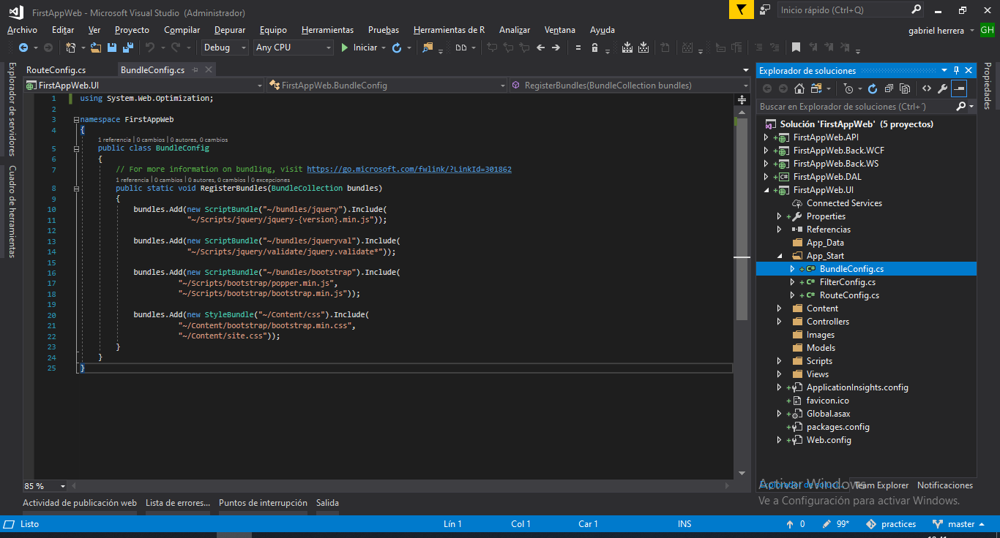 FirstAppWeb - Microsoft Visual Studio (Administrador)
Inicio rápido (Ctrl+Q)
Archivo Editar Ver Proyecto Compilar Depurar Equipo Herramientas Pruebas Herramientas de R Analizar Ventana Ayuda
gabriel herrera GH
Debug Any CPU Iniciar
Explorador de servidores
Cuadro de herramientas
RouteConfig.cs BundleConfig.cs
FirstAppWeb.UI FirstAppWeb.BundleConfig RegisterBundles(BundleCollection bundles)
1 using System.Web.Optimization;
2
3 namespace FirstAppWeb
4 {
1 referencia | 0 cambios | 0 autores, 0 cambios
5 public class BundleConfig
6 {
7 // For more information on bundling, visit https://go.microsoft.com/fwlink/?LinkId=301862
1 referencia | 0 cambios | 0 autores, 0 cambios | 0 excepciones
8 public static void RegisterBundles(BundleCollection bundles)
9 {
10 bundles.Add(new ScriptBundle("~/bundles/jquery").Include(
11 "~/Scripts/jquery/jquery-{version}.min.js"));
12
13 bundles.Add(new ScriptBundle("~/bundles/jqueryval").Include(
14 "~/Scripts/jquery/validate/jquery.validate*"));
15
16 bundles.Add(new ScriptBundle("~/bundles/bootstrap").Include(
17 "~/Scripts/bootstrap/popper.min.js",
18 "~/Scripts/bootstrap/bootstrap.min.js"));
19
20 bundles.Add(new StyleBundle("~/Content/css").Include(
21 "~/Content/bootstrap/bootstrap.min.css",
22 "~/Content/site.css"));
23 }
24 }
25 }
85 %
Explorador de soluciones
Buscar en Explorador de soluciones (Ctrl+´)
Solución 'FirstAppWeb' (5 proyectos)
FirstAppWeb.API
FirstAppWeb.Back.WCF
FirstAppWeb.Back.WS
FirstAppWeb.DAL
FirstAppWeb.UI
Connected Services
Properties
Referencias
App_Data
App_Start
BundleConfig.cs
FilterConfig.cs
RouteConfig.cs
Content
Controllers
Images
Models
Scripts
Views
ApplicationInsights.config
favicon.ico
Global.asax
packages.config
Web.config
Propiedades
Explorador de soluci... Team Explorer Notificaciones
Activar Windows
Ve a Configuración para activar Windows.
Actividad de publicación web Lista de errores... Puntos de interrupción Salida
Listo Lín 1 Col 1 Car 1 INS 0 99* practices master